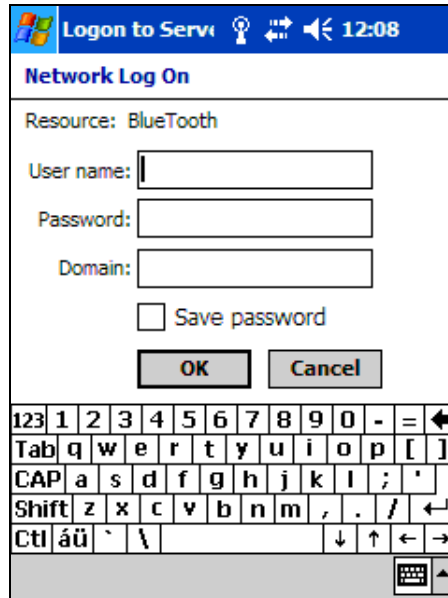 Logon to Serve 12:08
Network Log On
Resource: BlueTooth
User name:
Password:
Domain:
Save password
OK Cancel
123 1 2 3 4 5 6 7 8 9 0 - = ←
Tab q w e r t y u i o p [ ]
CAP a s d f g h j k l ; '
Shift z x c v b n m , . / ↵
Ctl áü ` \ ↓ ↑ ← →